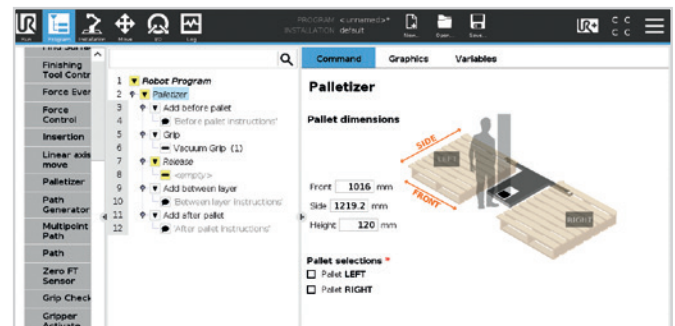 Run
Program
Installation
Move
I/O
Log
PROGRAM <unnamed>*
INSTALLATION default
New...
Open...
Save...
C C
C C
Finishing
Tool Contr
Force Ever
Force
Control
Insertion
Linear axis
move
Palletizer
Path
Generator
Multipoint
Path
Path
Zero FT
Sensor
Grip Check
Gripper
Activate
1 Robot Program
2 Palletizer
3 Add before pallet
4 'Before pallet instructions'
5 Grip
6 Vacuum Grip (1)
7 Release
8 <empty>
9 Add between layer
10 'Between layer instructions'
11 Add after pallet
12 'After pallet instructions'
Command Graphics Variables
Palletizer
Pallet dimensions
SIDE
LEFT
FRONT
RIGHT
Front 1016 mm
Side 1219.2 mm
Height 120 mm
Pallet selections *
Pallet LEFT
Pallet RIGHT